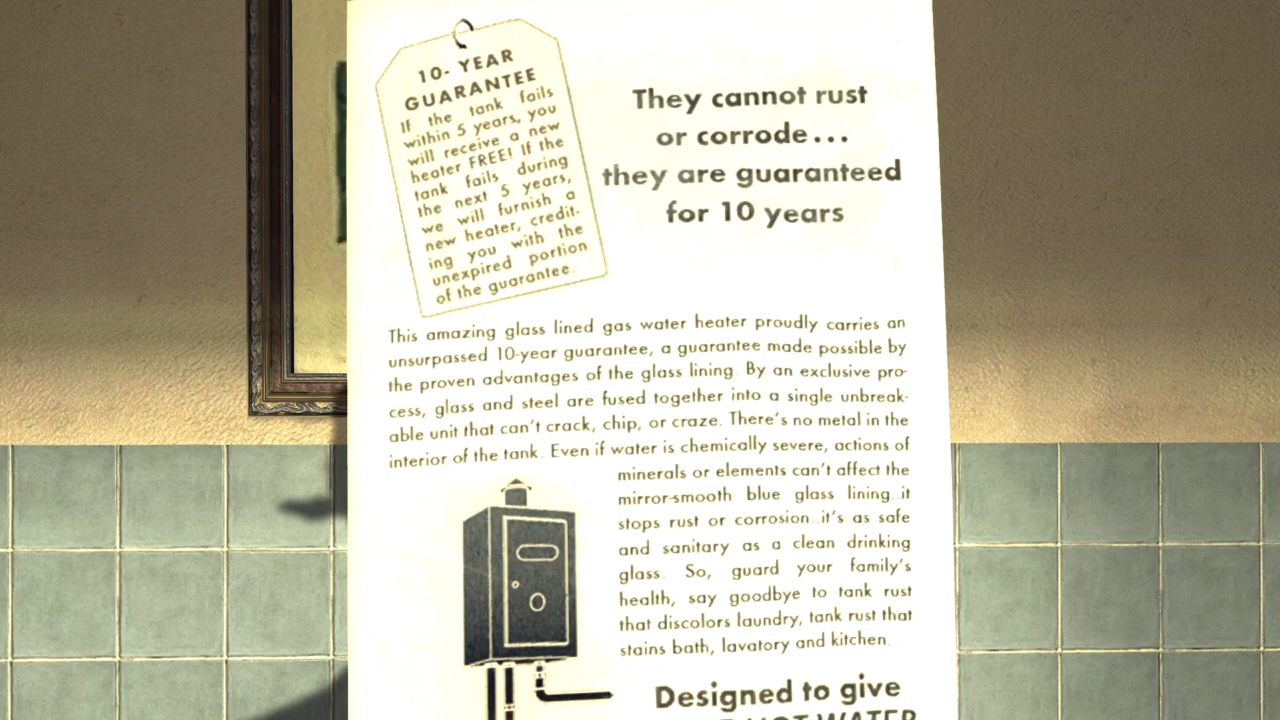 10- YEAR
GUARANTEE
If the tank fails
within 5 years, you
will receive a new
heater FREE! If the
tank fails during
the next 5 years,
we will furnish a
new heater, credit-
ing you with the
unexpired portion
of the guarantee.
They cannot rust
or corrode...
they are guaranteed
for 10 years
This amazing glass lined gas water heater proudly carries an
unsurpassed 10-year guarantee, a guarantee made possible by
the proven advantages of the glass lining. By an exclusive pro-
cess, glass and steel are fused together into a single unbreak-
able unit that can't crack, chip, or craze. There's no metal in the
interior of the tank. Even if water is chemically severe, actions of
minerals or elements can't affect the
mirror-smooth blue glass lining..it
stops rust or corrosion..it's as safe
and sanitary as a clean drinking
glass. So, guard your family's
health, say goodbye to tank rust
that discolors laundry, tank rust that
stains bath, lavatory and kitchen.
Designed to give
HOT WATER